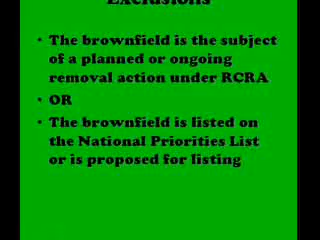 Exclusions
• The brownfield is the subject
of a planned or ongoing
removal action under RCRA
• OR
• The brownfield is listed on
the National Priorities List
or is proposed for listing